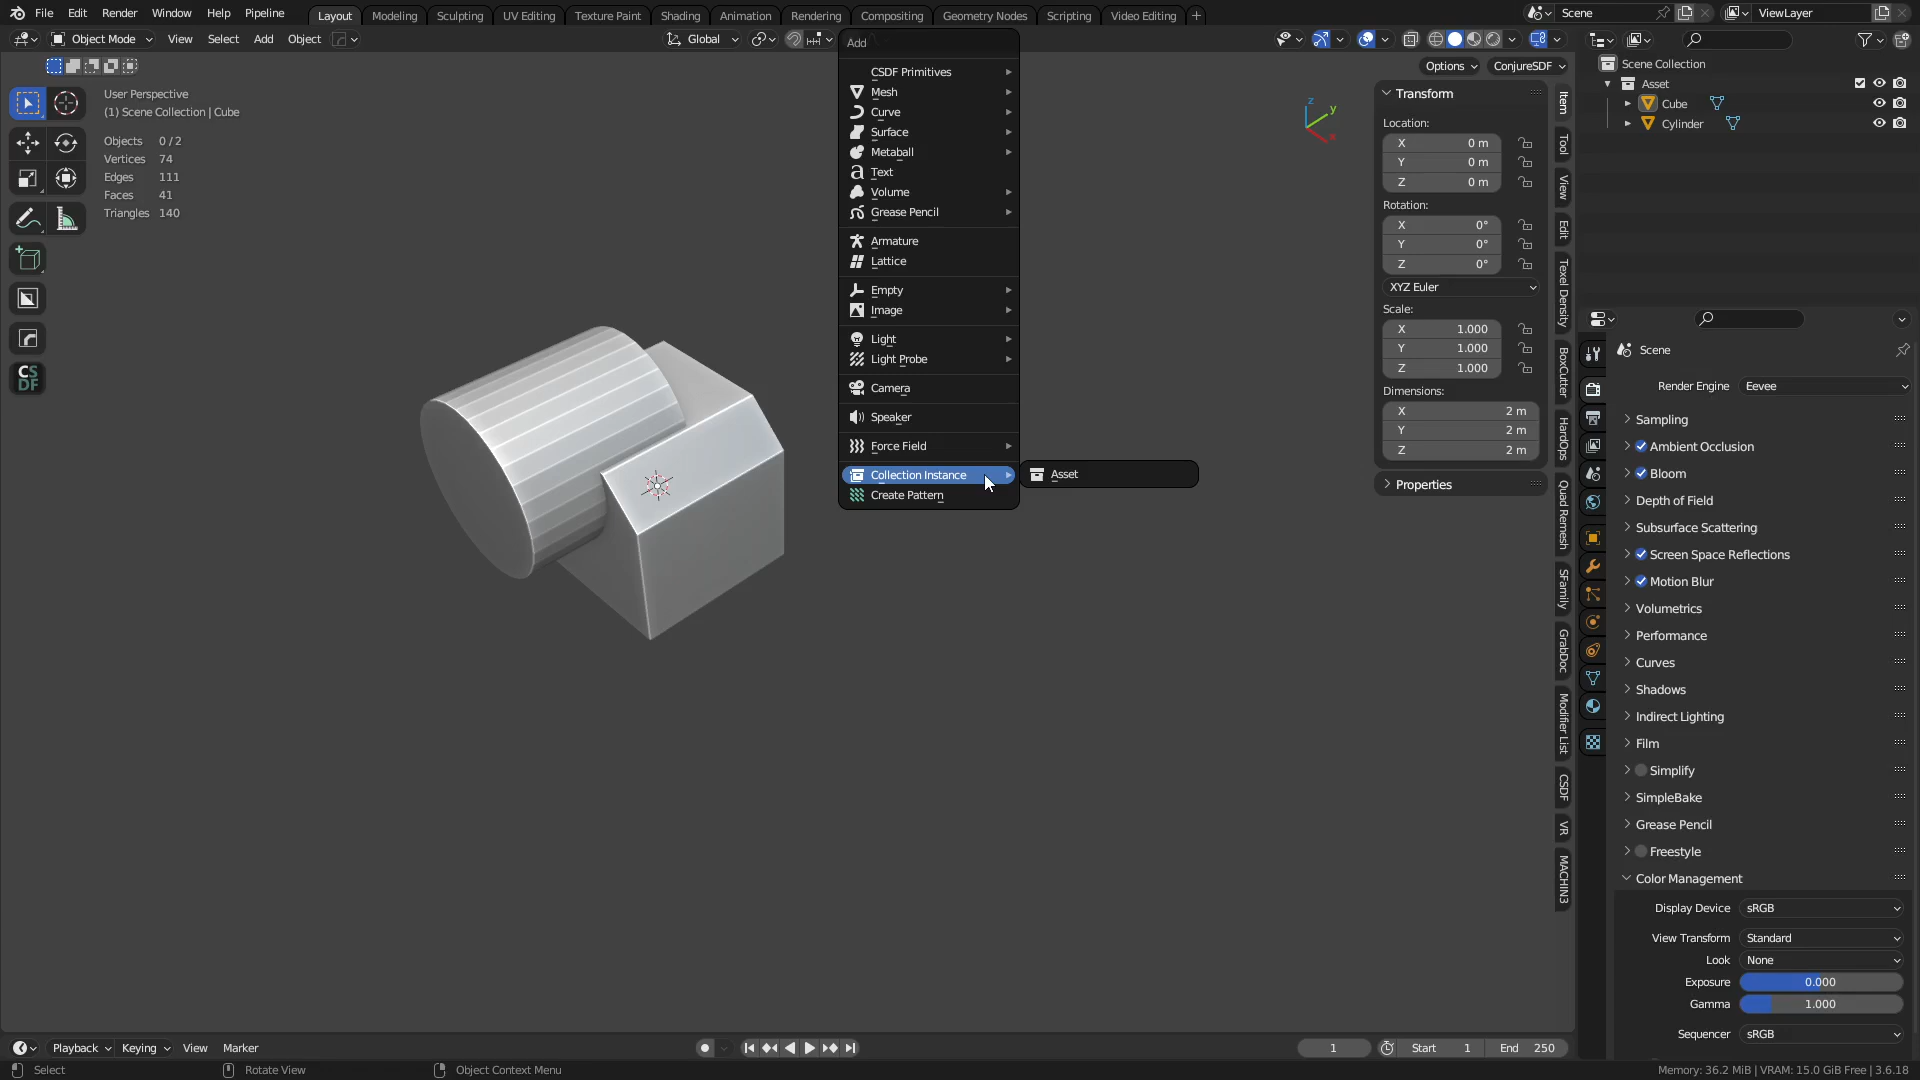 File Edit Render Window Help Pipeline Layout Modeling Sculpting UV Editing Texture Paint Shading Animation Rendering Compositing Geometry Nodes Scripting Video Editing + Scene ViewLayer
Object Mode View Select Add Object Global
Options ConjureSDF
User Perspective
(1) Scene Collection | Cube
Objects 0/2
Vertices 74
Edges 111
Faces 41
Triangles 140
CS
DF
Add
CSDF Primitives
Mesh
Curve
Surface
Metaball
Text
Volume
Grease Pencil
Armature
Lattice
Empty
Image
Light
Light Probe
Camera
Speaker
Force Field
Collection Instance
Create Pattern
Asset
z
y
x
Transform
Location:
X 0 m
Y 0 m
Z 0 m
Rotation:
X 0°
Y 0°
Z 0°
XYZ Euler
Scale:
X 1.000
Y 1.000
Z 1.000
Dimensions:
X 2 m
Y 2 m
Z 2 m
Properties
Item
Tool
View
Edit
Texel Density
BoxCutter
HardOps
Quad Remesh
SFamily
GrabDoc
Modifier List
CSDF
VR
MACHIN3
Scene Collection
Asset
Cube
Cylinder
Scene
Render Engine Eevee
Sampling
Ambient Occlusion
Bloom
Depth of Field
Subsurface Scattering
Screen Space Reflections
Motion Blur
Volumetrics
Performance
Curves
Shadows
Indirect Lighting
Film
Simplify
SimpleBake
Grease Pencil
Freestyle
Color Management
Display Device sRGB
View Transform Standard
Look None
Exposure 0.000
Gamma 1.000
Sequencer sRGB
Playback Keying View Marker 1 Start 1 End 250
Select Rotate View Object Context Menu Memory: 36.2 MiB | VRAM: 15.0 GiB Free | 3.6.18